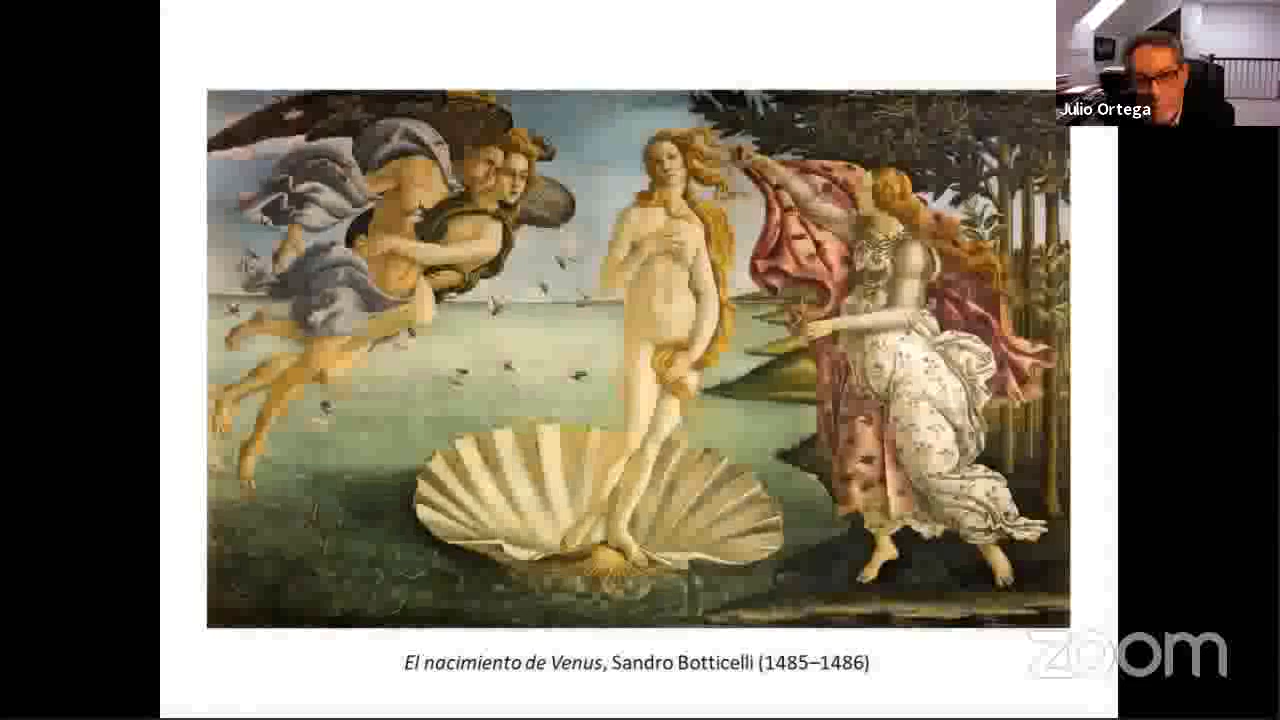 Julio Ortega
El nacimiento de Venus, Sandro Botticelli (1485–1486)
zoom